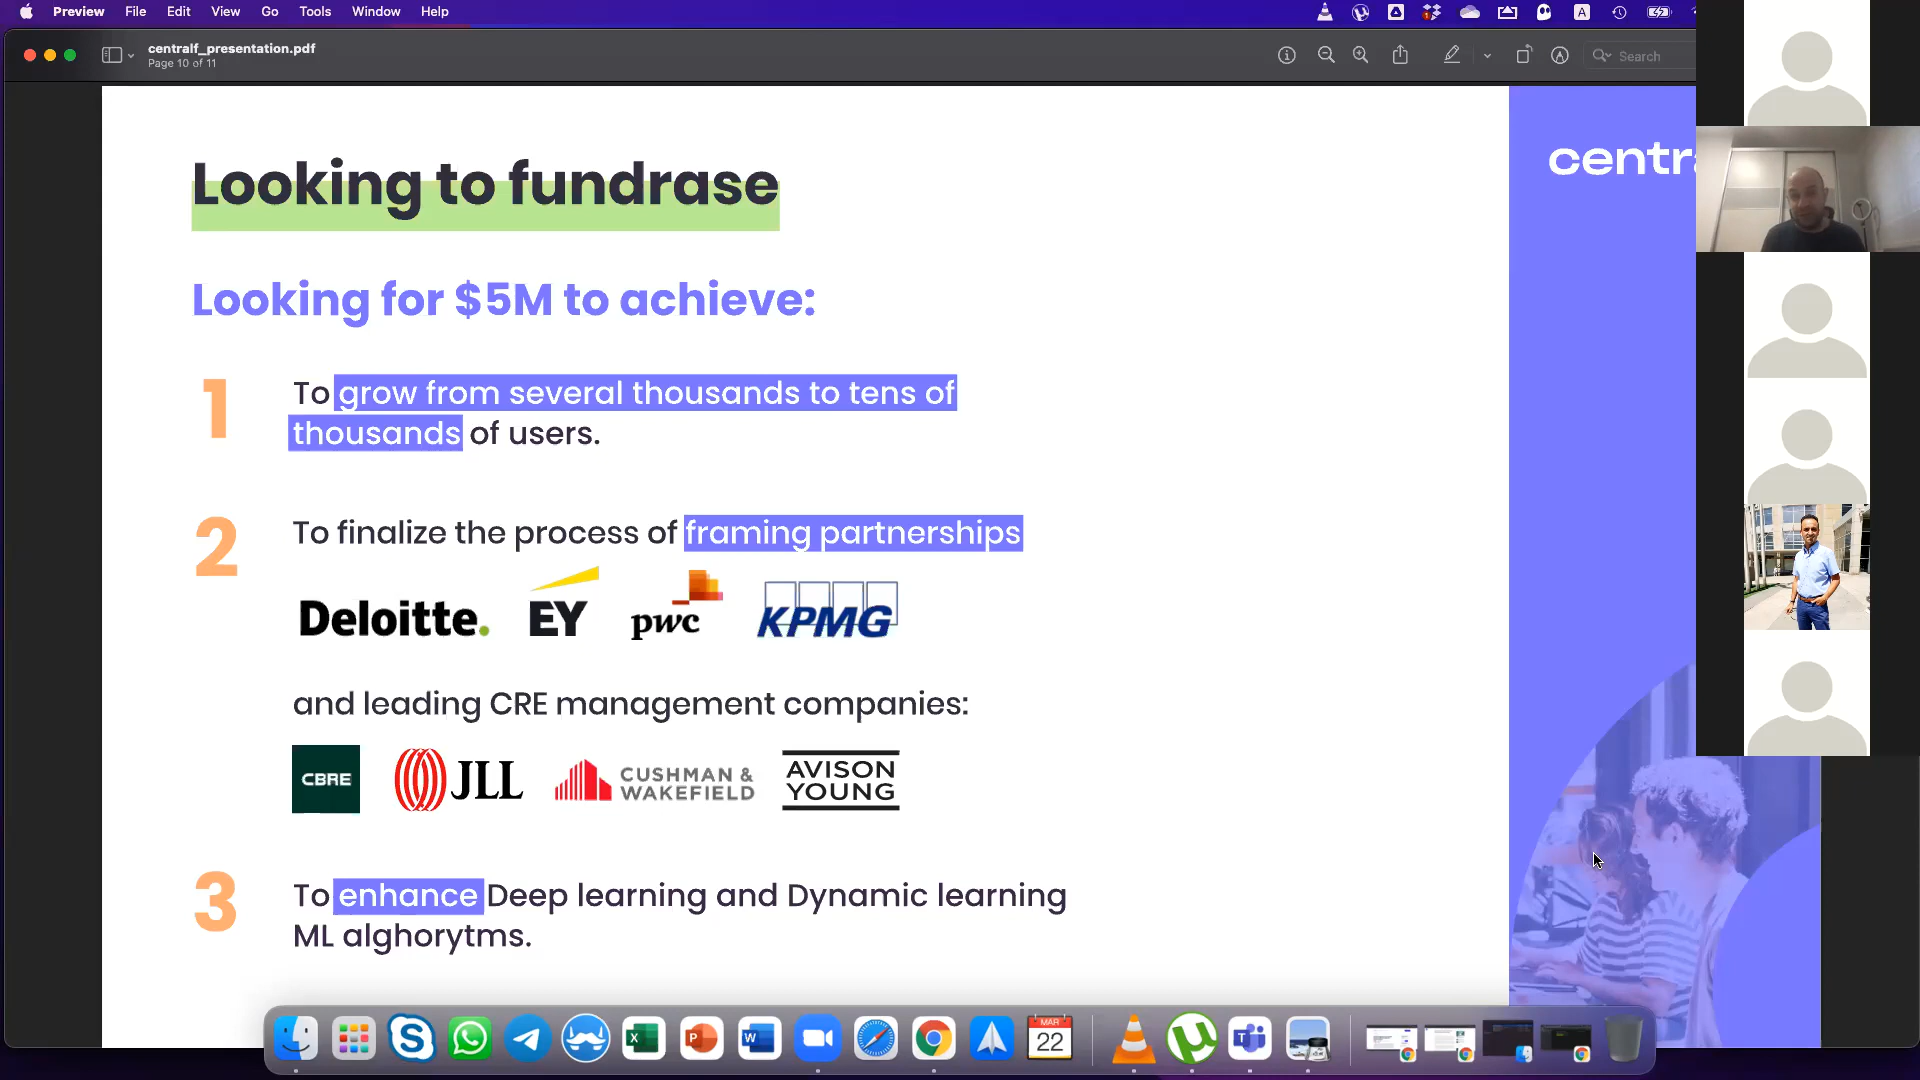 Preview File Edit View Go Tools Window Help
centralf_presentation.pdf
Page 10 of 11
Search
Looking to fundrase
centra
Looking for $5M to achieve:
1
To grow from several thousands to tens of
thousands of users.
2
To finalize the process of framing partnerships
Deloitte. EY pwc KPMG
and leading CRE management companies:
CBRE JLL CUSHMAN & WAKEFIELD AVISON YOUNG
3
To enhance Deep learning and Dynamic learning
ML alghorytms.
MAR
22